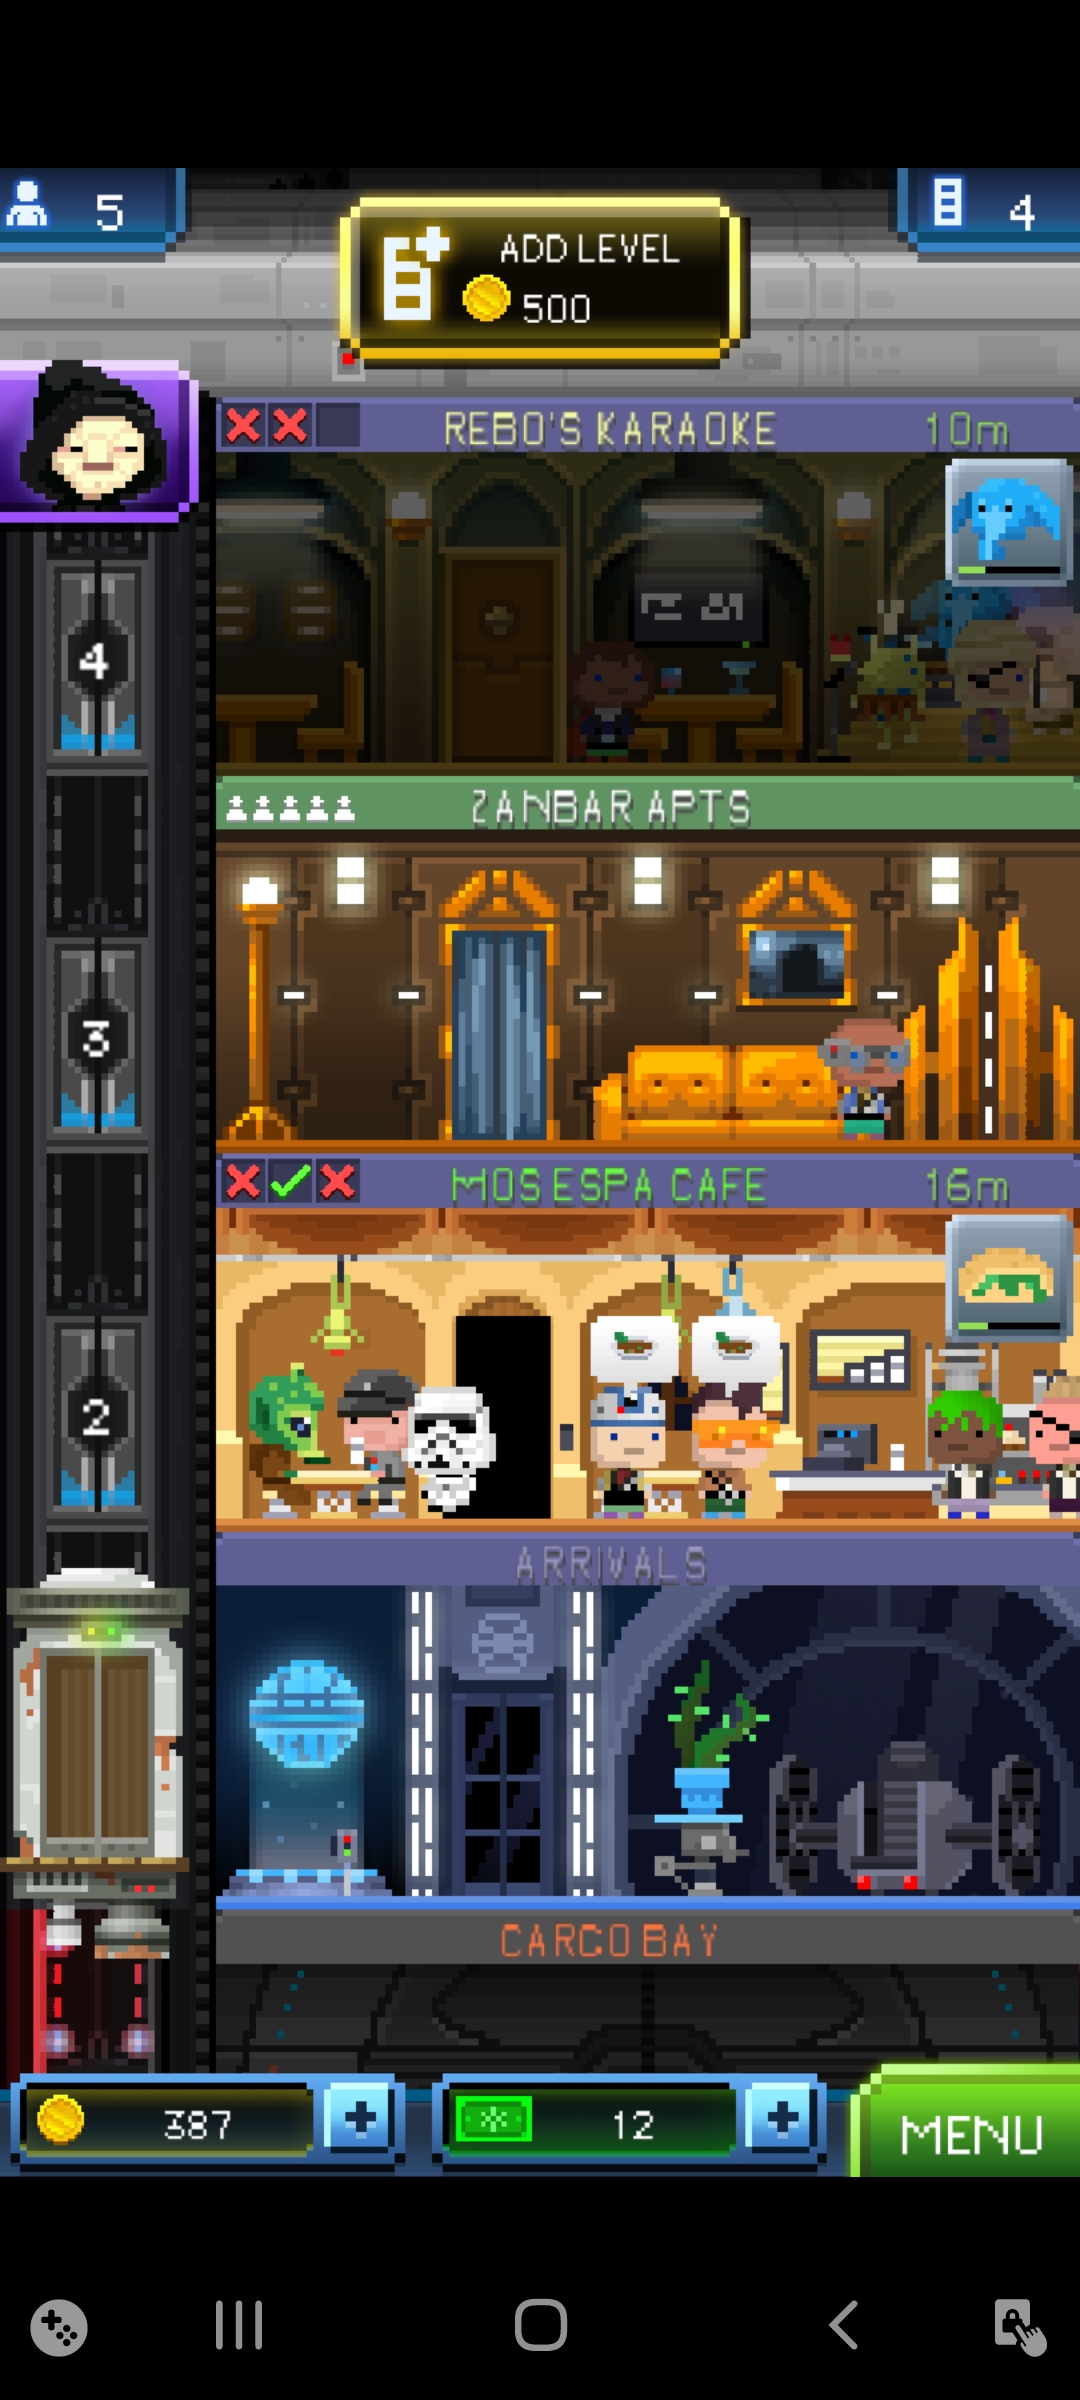 5
ADD LEVEL
500
4
REBO'S KARAOKE 10m
4
ZANBAR APTS
3
MOS ESPA CAFE 16m
2
ARRIVALS
CARGO BAY
387
12
MENU